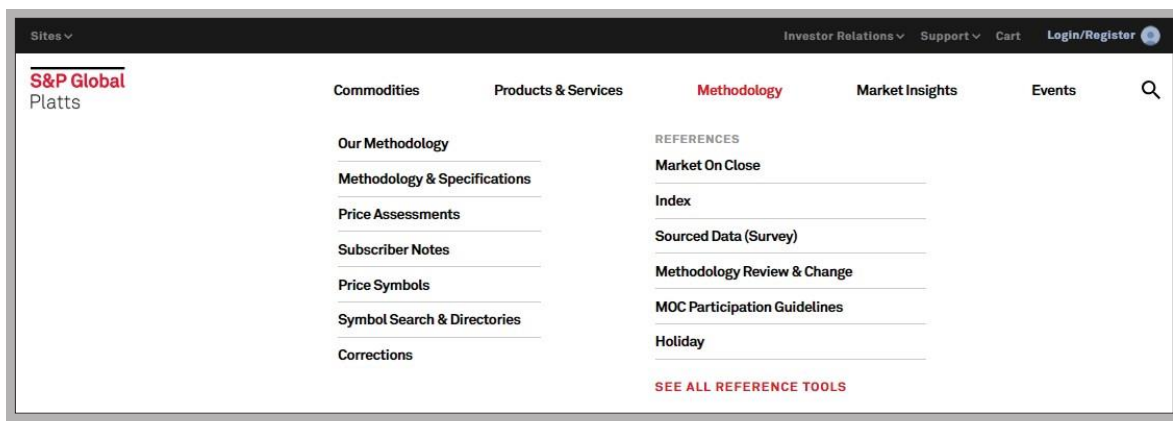 Sites
Investor Relations Support Cart Login/Register
S&P Global
Platts
Commodities Products & Services Methodology Market Insights Events
Our Methodology
Methodology & Specifications
Price Assessments
Subscriber Notes
Price Symbols
Symbol Search & Directories
Corrections
REFERENCES
Market On Close
Index
Sourced Data (Survey)
Methodology Review & Change
MOC Participation Guidelines
Holiday
SEE ALL REFERENCE TOOLS